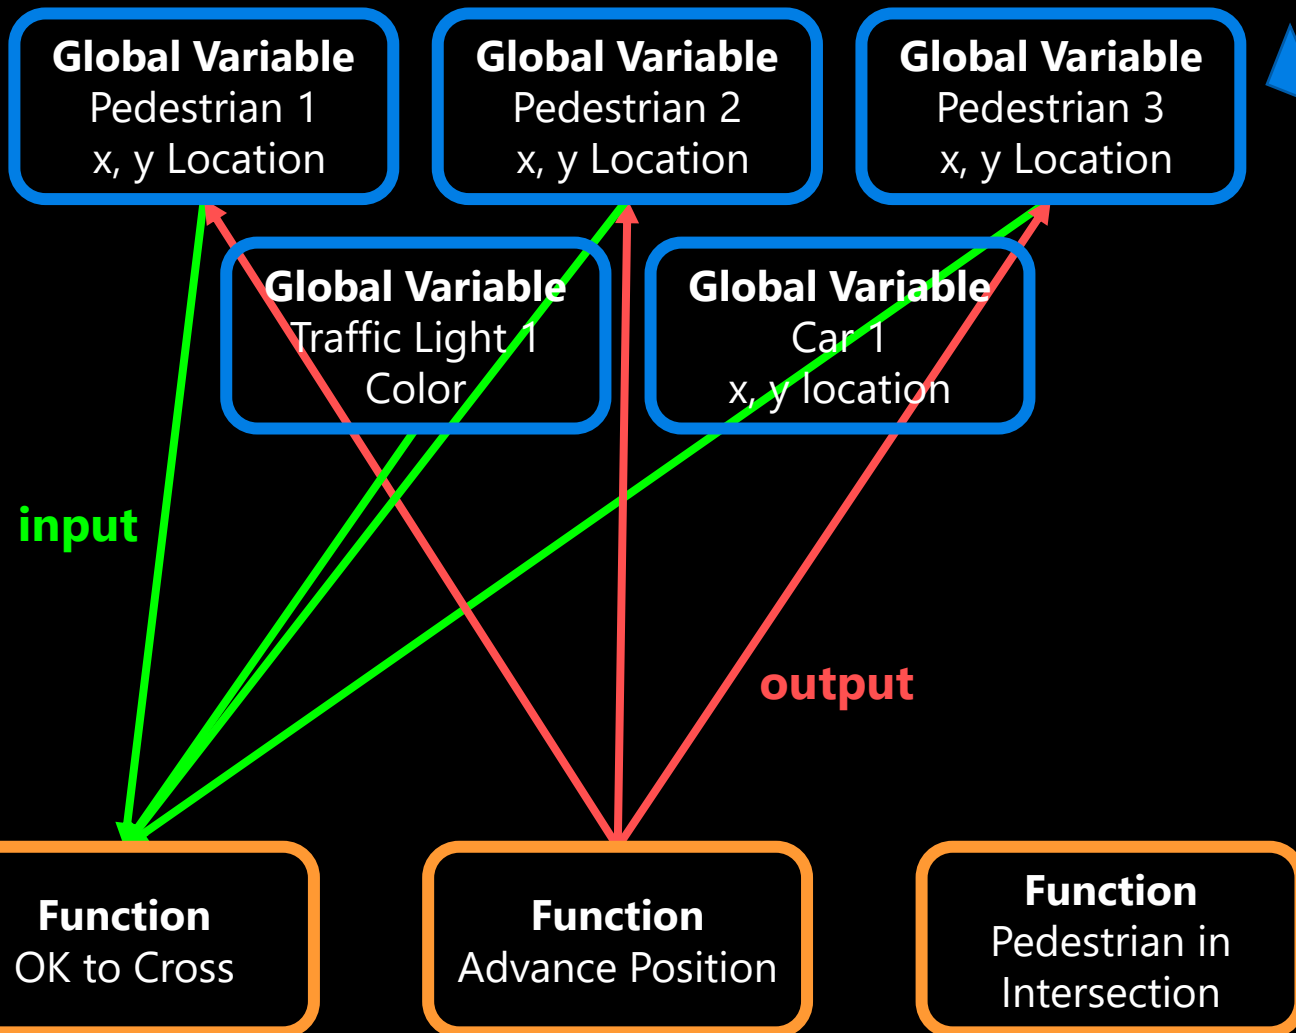 Global Variable
Pedestrian 1
x, y Location
Global Variable
Pedestrian 2
x, y Location
Global Variable
Pedestrian 3
x, y Location
Global Variable
Traffic Light 1
Color
Global Variable
Car 1
x, y location
input
output
Function
OK to Cross
Function
Advance Position
Function
Pedestrian in
Intersection